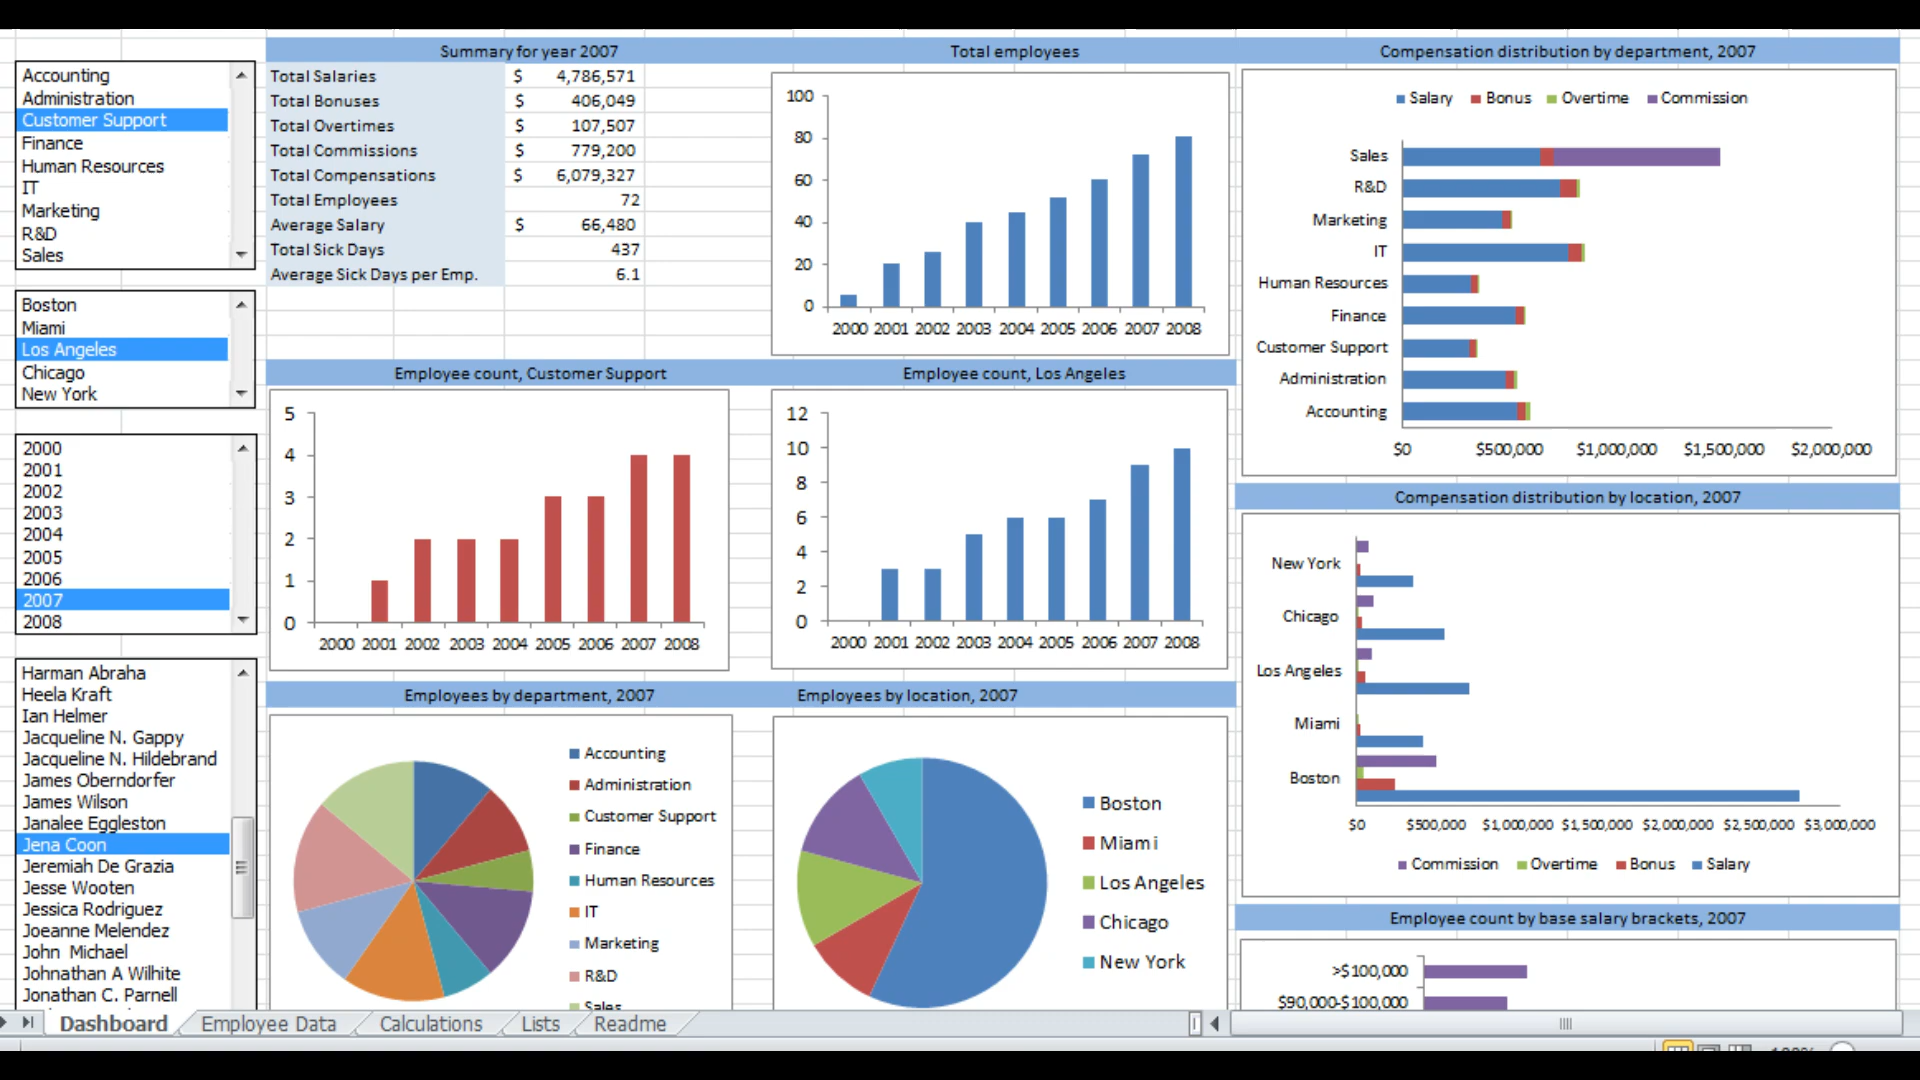 Accounting
Administration
Customer Support
Finance
Human Resources
IT
Marketing
R&D
Sales
Boston
Miami
Los Angeles
Chicago
New York
2000
2001
2002
2003
2004
2005
2006
2007
2008
Harman Abraha
Heela Kraft
Ian Helmer
Jacqueline N. Gappy
Jacqueline N. Hildebrand
James Oberndorfer
James Wilson
Janalee Eggleston
Jena Coon
Jeremiah De Grazia
Jesse Wooten
Jessica Rodriguez
Joeanne Melendez
John  Michael
Johnathan A Wilhite
Jonathan C. Parnell
Summary for year 2007
Total Salaries $ 4,786,571
Total Bonuses $ 406,049
Total Overtimes $ 107,507
Total Commissions $ 779,200
Total Compensations $ 6,079,327
Total Employees 72
Average Salary $ 66,480
Total Sick Days 437
Average Sick Days per Emp. 6.1
Total employees
100
80
60
40
20
0
2000 2001 2002 2003 2004 2005 2006 2007 2008
Compensation distribution by department, 2007
Salary Bonus Overtime Commission
Sales
R&D
Marketing
IT
Human Resources
Finance
Customer Support
Administration
Accounting
$0 $500,000 $1,000,000 $1,500,000 $2,000,000
Employee count, Customer Support
5
4
3
2
1
0
2000 2001 2002 2003 2004 2005 2006 2007 2008
Employee count, Los Angeles
12
10
8
6
4
2
0
2000 2001 2002 2003 2004 2005 2006 2007 2008
Compensation distribution by location, 2007
New York
Chicago
Los Angeles
Miami
Boston
$0 $500,000 $1,000,000 $1,500,000 $2,000,000 $2,500,000 $3,000,000
Commission Overtime Bonus Salary
Employees by department, 2007
Accounting
Administration
Customer Support
Finance
Human Resources
IT
Marketing
R&D
Sales
Employees by location, 2007
Boston
Miami
Los Angeles
Chicago
New York
Employee count by base salary brackets, 2007
>$100,000
$90,000-$100,000
Dashboard Employee Data Calculations Lists Readme